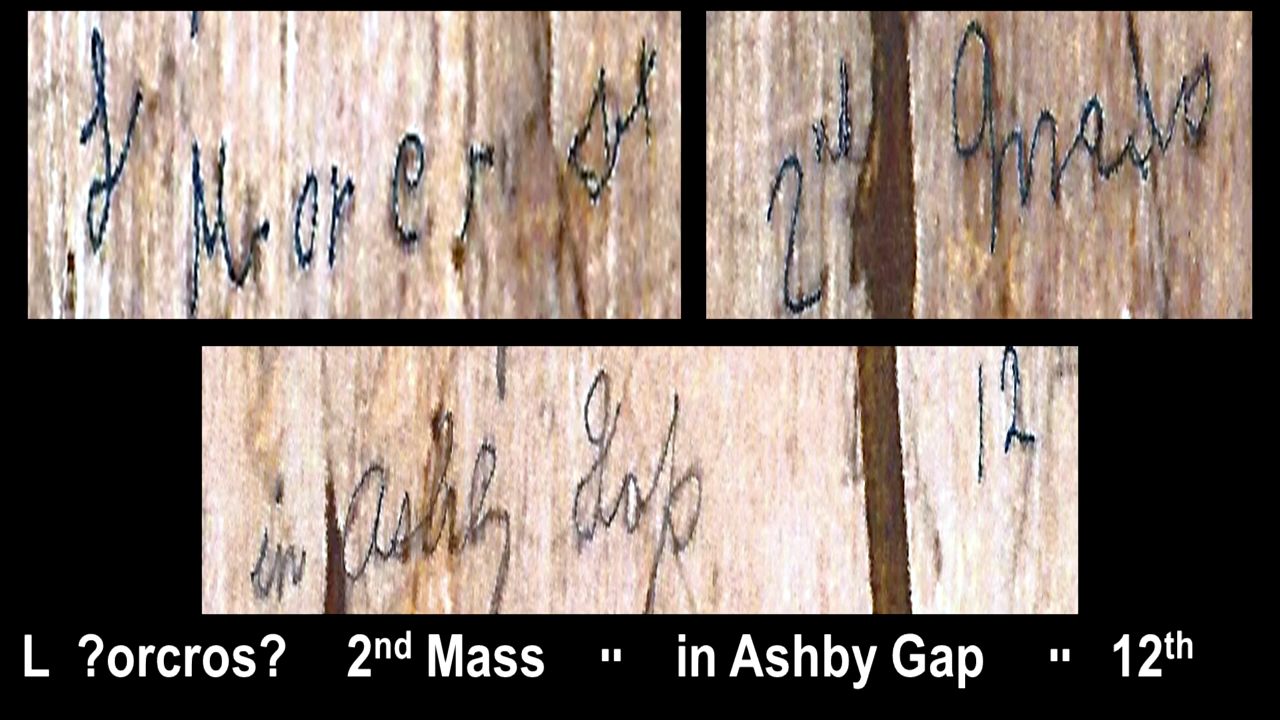 2nd Mass
in Ashby Gap 12
L ?orcros? 2nd Mass " in Ashby Gap " 12th